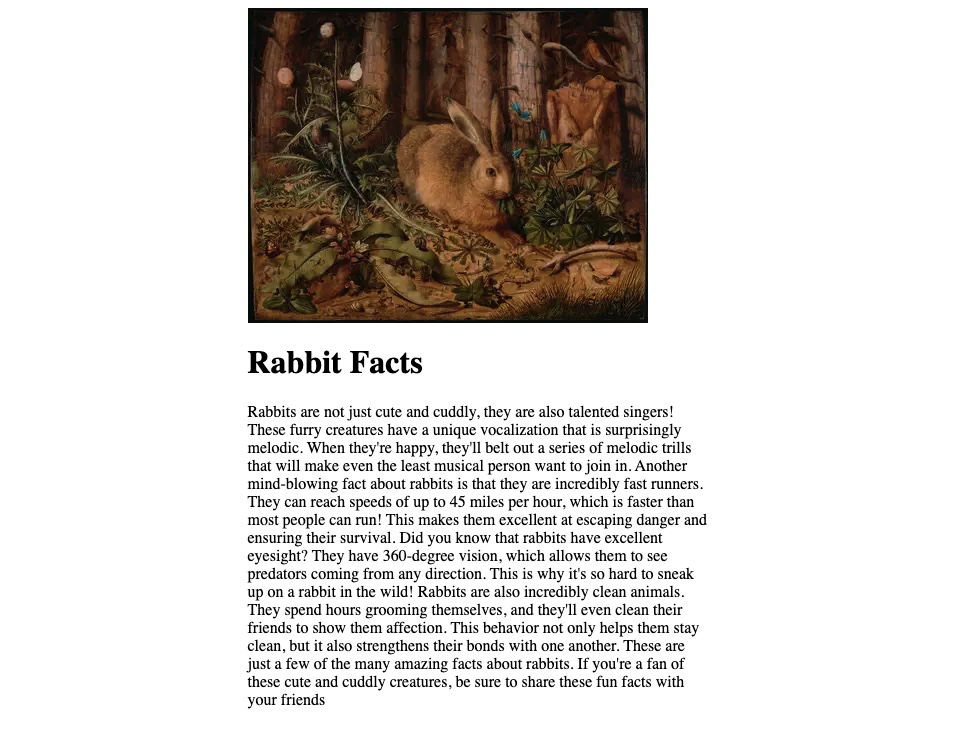 Rabbit Facts
Rabbits are not just cute and cuddly, they are also talented singers!
These furry creatures have a unique vocalization that is surprisingly
melodic. When they're happy, they'll belt out a series of melodic trills
that will make even the least musical person want to join in. Another
mind-blowing fact about rabbits is that they are incredibly fast runners.
They can reach speeds of up to 45 miles per hour, which is faster than
most people can run! This makes them excellent at escaping danger and
ensuring their survival. Did you know that rabbits have excellent
eyesight? They have 360-degree vision, which allows them to see
predators coming from any direction. This is why it's so hard to sneak
up on a rabbit in the wild! Rabbits are also incredibly clean animals.
They spend hours grooming themselves, and they'll even clean their
friends to show them affection. This behavior not only helps them stay
clean, but it also strengthens their bonds with one another. These are
just a few of the many amazing facts about rabbits. If you're a fan of
these cute and cuddly creatures, be sure to share these fun facts with
your friends